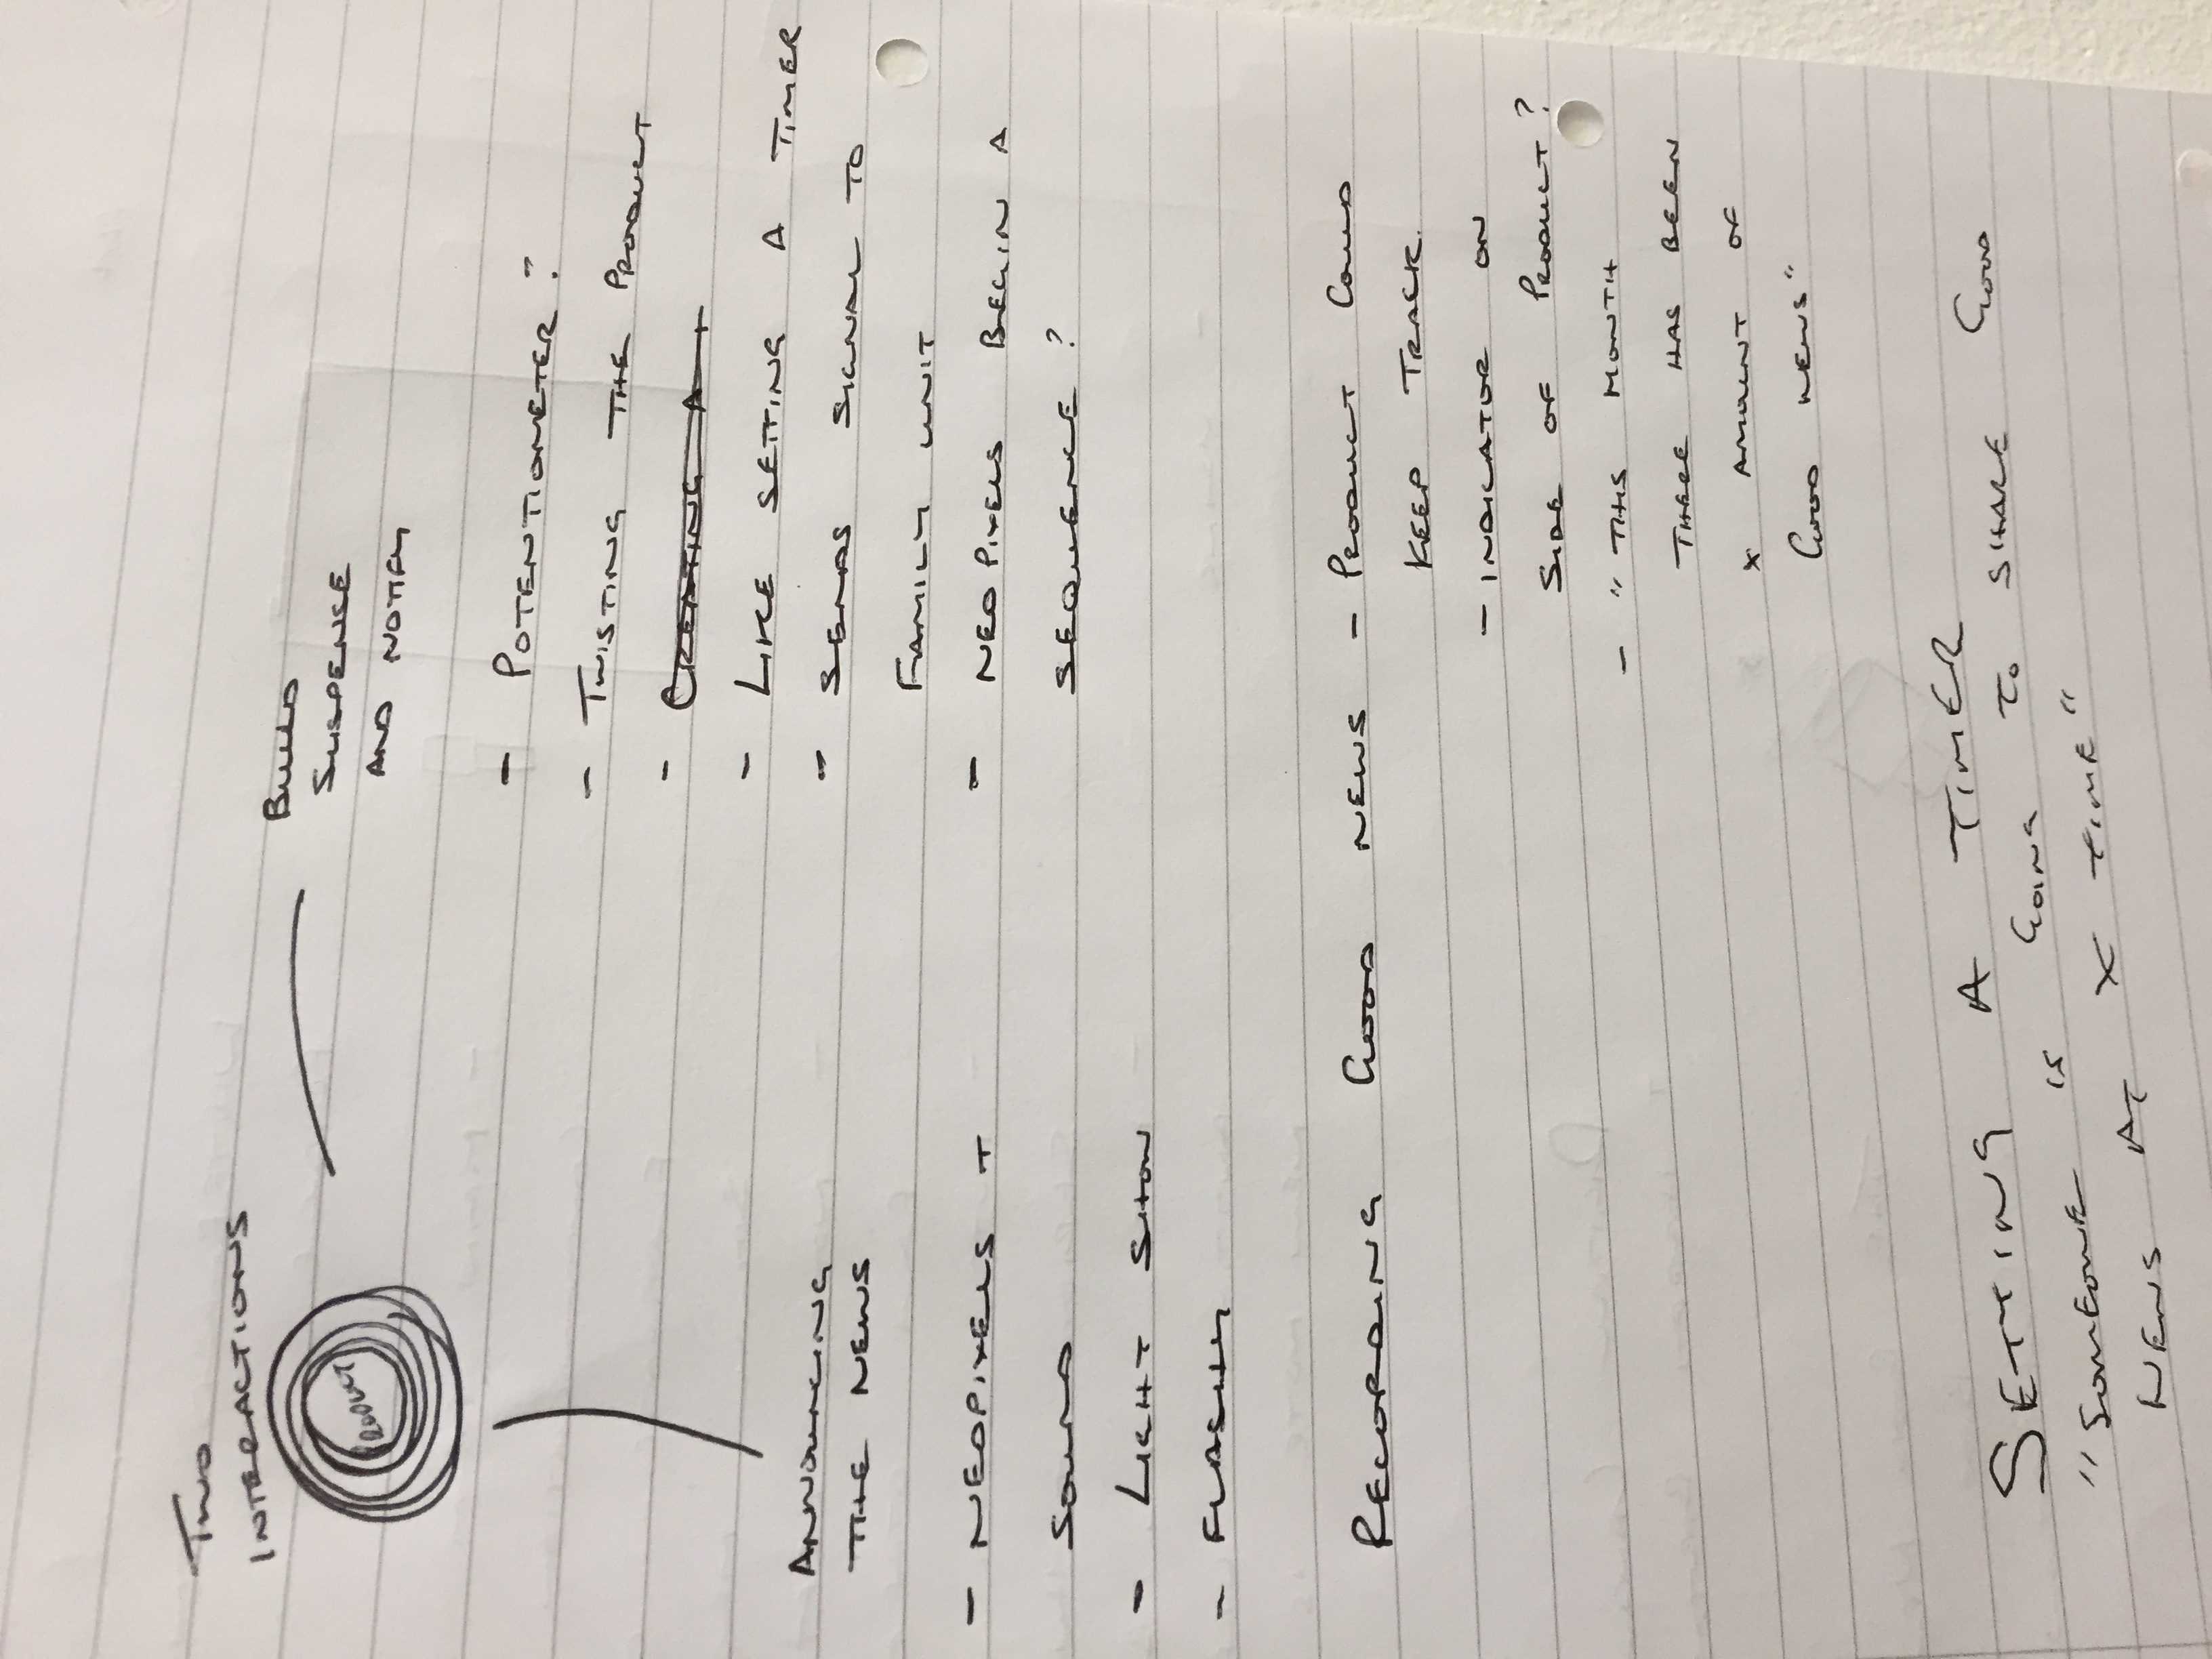 TWO
INTERACTIONS
PRODUCT
BUILD
SUSPENSE
AND NOTIFY
- POTENTIOMETER?
- TWISTING THE PRODUCT
- CREATING A
- LIKE SETTING A TIMER
- SENDS SIGNAL TO
FAMILY UNIT
- NEOPIXELS BEGIN A
SEQUENCE?
ANNOUNCING
THE NEWS
- NEOPIXELS +
SOUND
- LIGHT SHOW
- FLASHY
RECORDING GOOD NEWS - PRODUCT COULD
KEEP TRACK.
- INDICATOR ON
SIDE OF PRODUCT?
- "THIS MONTH
THERE HAS BEEN
X AMOUNT OF
GOOD NEWS"
SETTING A TIMER
"SOMEONE IS GOING TO SHARE GOOD
NEWS AT X TIME"